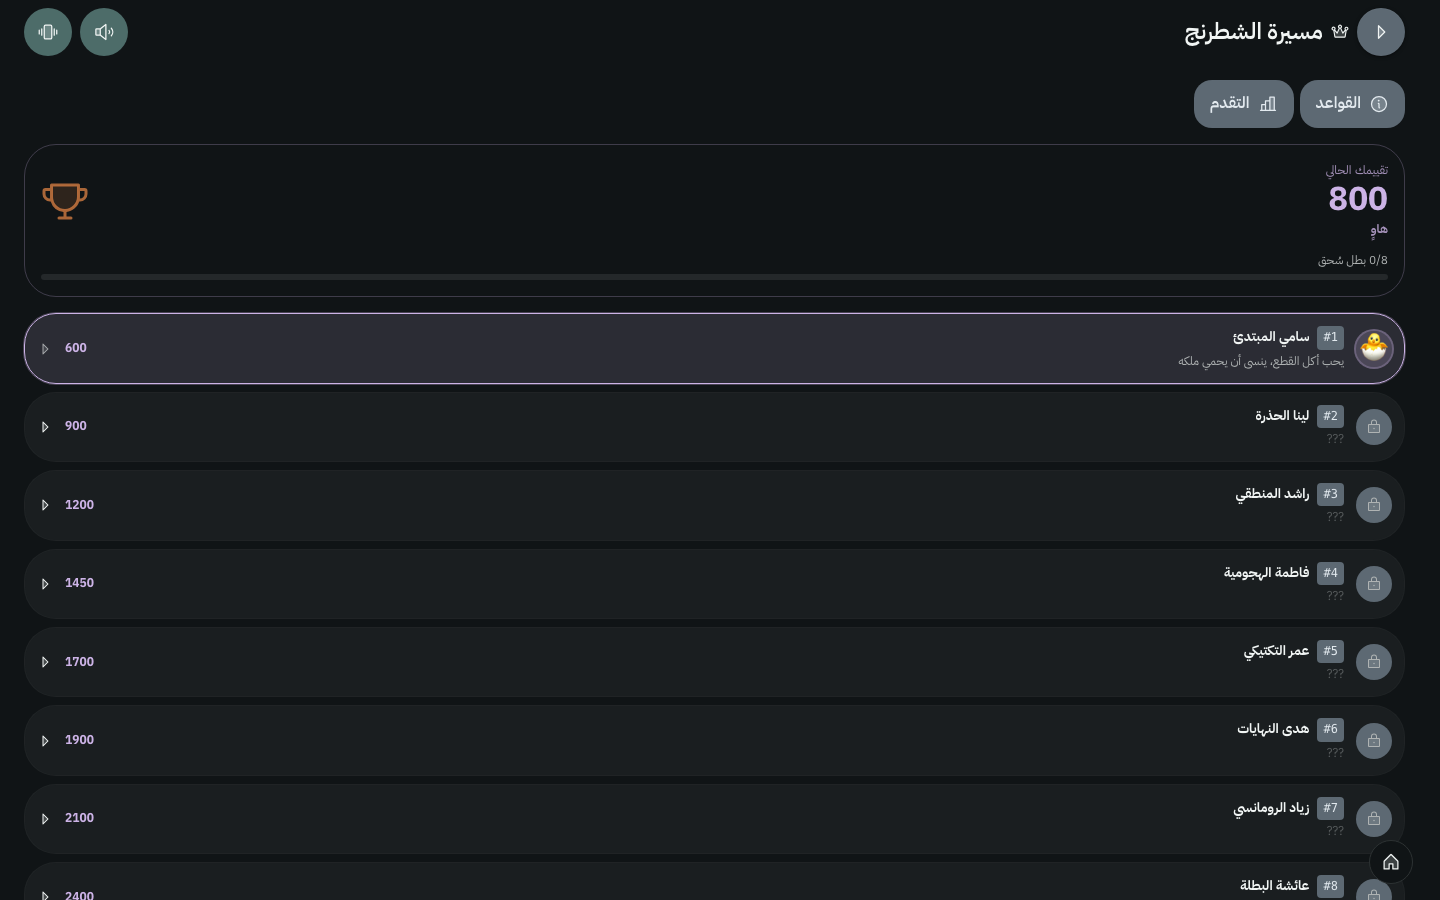 مسيرة الشطرنج
القواعد
التقدم
تقييمك الحالي
800
هاوٍ
0/8 بطل سُحق
#1 سامي المبتدئ
يحب أكل القطع، ينسى أن يحمي ملكه
600
#2 لينا الحذرة
???
900
#3 راشد المنطقي
???
1200
#4 فاطمة الهجومية
???
1450
#5 عمر التكتيكي
???
1700
#6 هدى النهايات
???
1900
#7 زياد الرومانسي
???
2100
#8 عائشة البطلة
2400